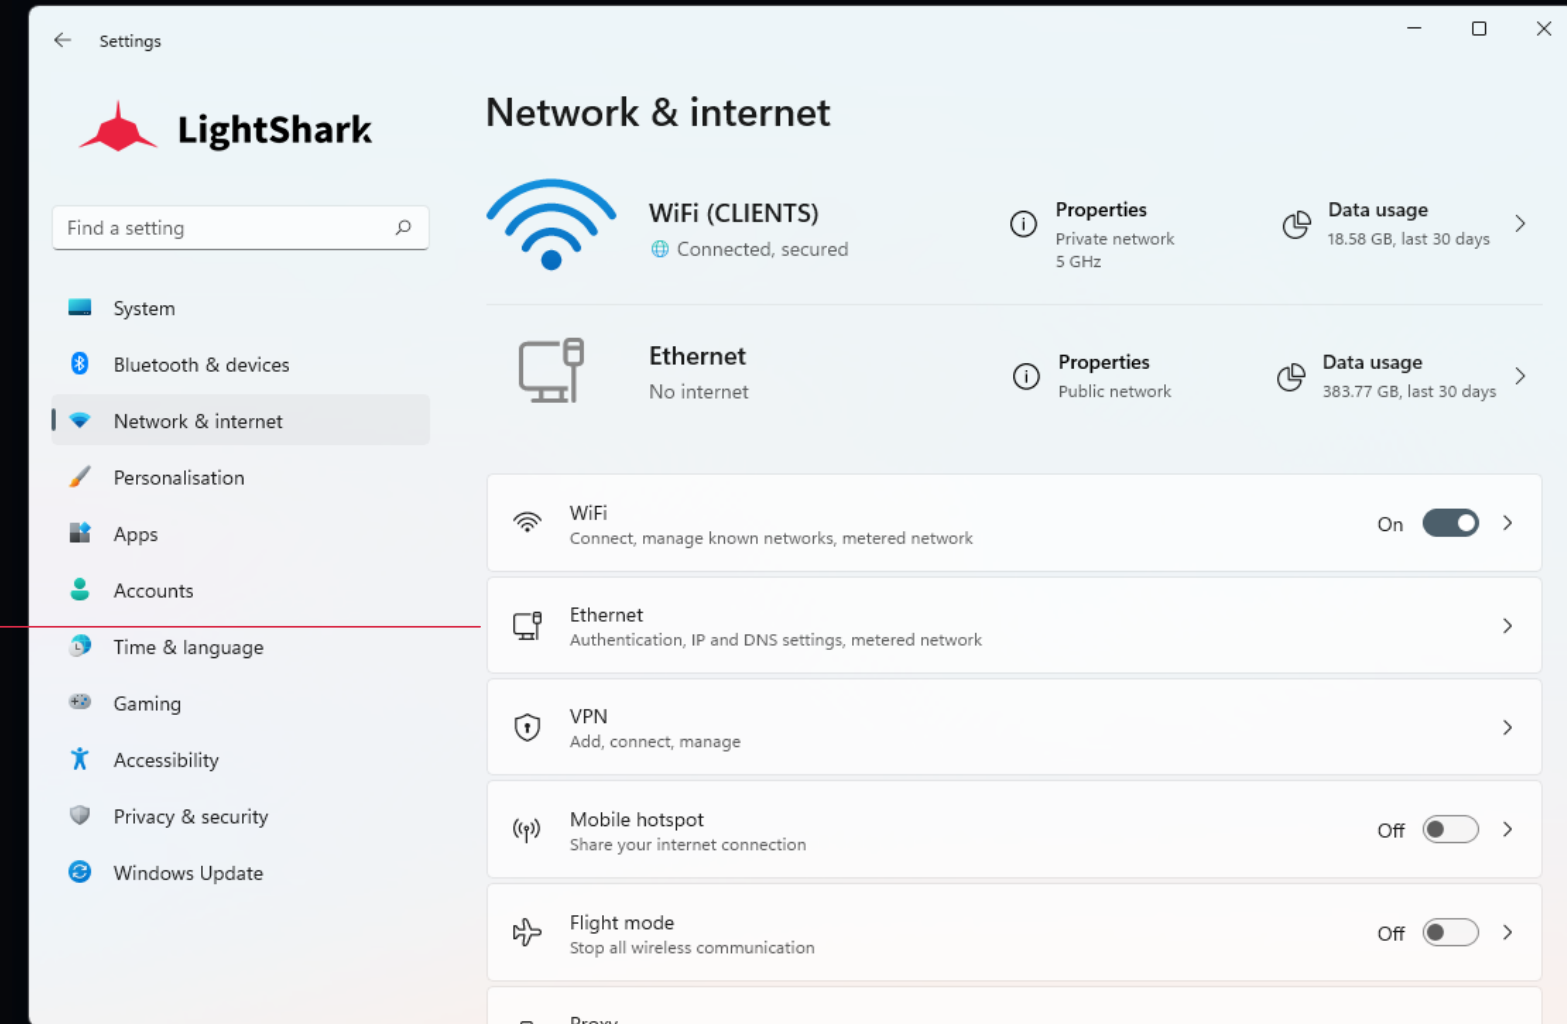 Settings
LightShark
Find a setting
System
Bluetooth & devices
Network & internet
Personalisation
Apps
Accounts
Time & language
Gaming
Accessibility
Privacy & security
Windows Update
Network & internet
WiFi (CLIENTS)
Connected, secured
Properties
Private network
5 GHz
Data usage
18.58 GB, last 30 days
Ethernet
No internet
Properties
Public network
Data usage
383.77 GB, last 30 days
WiFi
Connect, manage known networks, metered network
On
Ethernet
Authentication, IP and DNS settings, metered network
VPN
Add, connect, manage
Mobile hotspot
Share your internet connection
Off
Flight mode
Stop all wireless communication
Off
Proxy